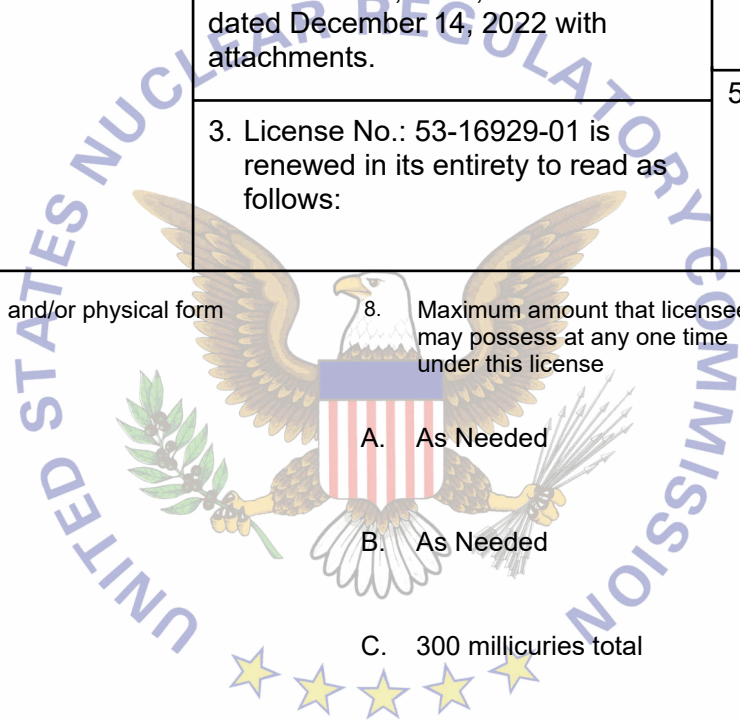 dated December 14, 2022 with
attachments.
5
3. License No.: 53-16929-01 is
renewed in its entirety to read as
follows:
and/or physical form
8. Maximum amount that licensee
may possess at any one time
under this license
A. As Needed
B. As Needed
C. 300 millicuries total
UNITED STATES NUCLEAR REGULATORY COMMISSION